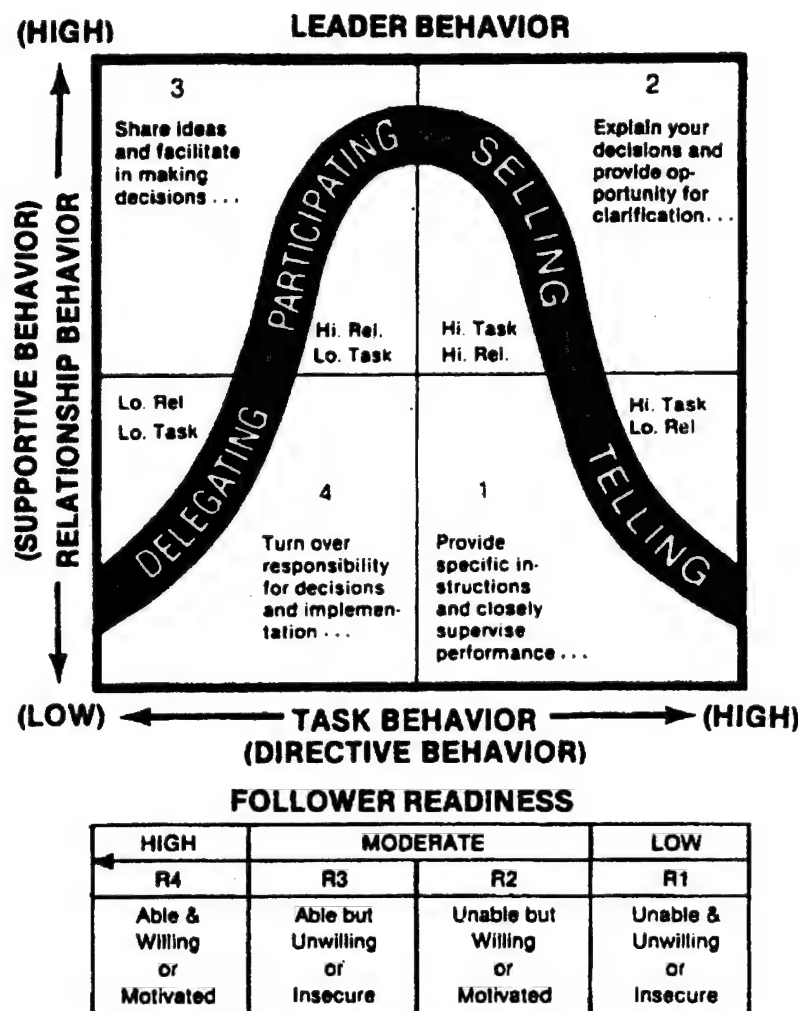 LEADER BEHAVIOR
(HIGH)
3
Share ideas
and facilitate
in making
decisions ...
2
Explain your
decisions and
provide op-
portunity for
clarification...
PARTICIPATING
SELLING
Hi. Rel.
Lo. Task
Hi. Task
Hi. Rel.
(SUPPORTIVE BEHAVIOR)
RELATIONSHIP BEHAVIOR
Lo. Rel
Lo. Task
Hi. Task
Lo. Rel
DELEGATING
TELLING
4
Turn over
responsibility
for decisions
and implemen-
tation ...
1
Provide
specific in-
structions
and closely
supervise
performance ...
(LOW)
TASK BEHAVIOR
(HIGH)
(DIRECTIVE BEHAVIOR)
FOLLOWER READINESS
HIGH MODERATE LOW
R4 R3 R2 R1
Able & Able but Unable but Unable &
Willing Unwilling Willing Unwilling
or or or or
Motivated Insecure Motivated Insecure